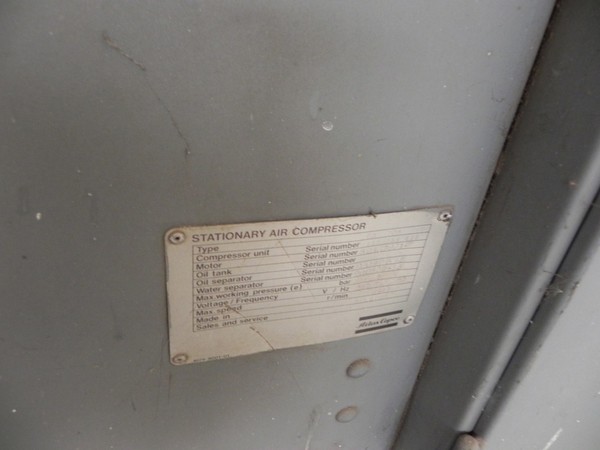 STATIONARY AIR COMPRESSOR
Type Serial number
Compressor unit Serial number
Motor Serial number
Oil tank Serial number
Oil separator Serial number
Water separator bar
Max working pressure (e) V / Hz
Voltage / Frequency r/min
Max speed
Made in
Sales and service
Atlas Copco